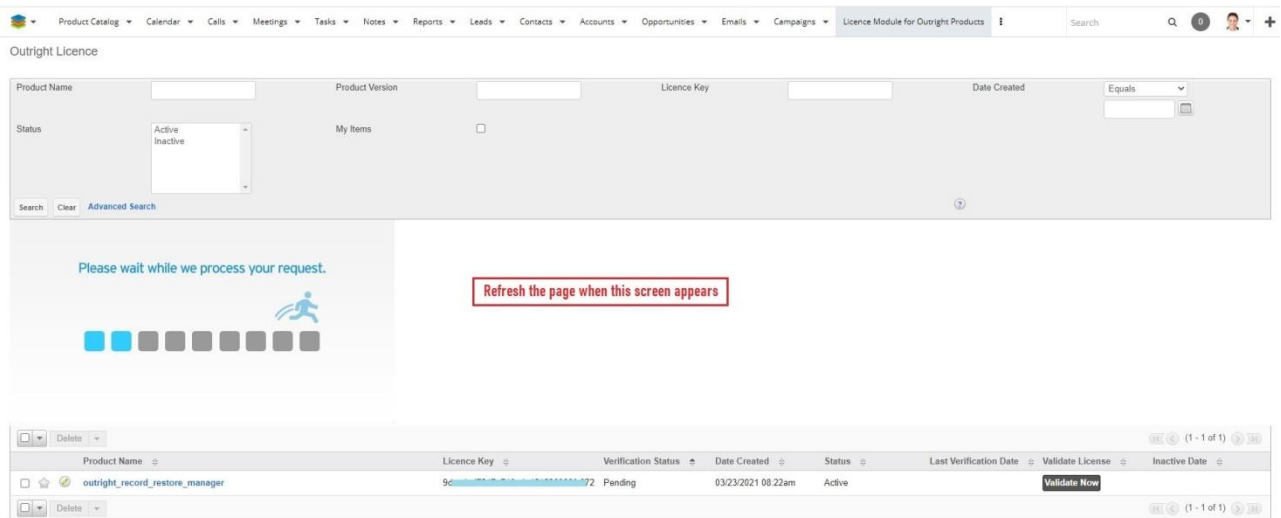 Product Catalog Calendar Calls Meetings Tasks Notes Reports Leads Contacts Accounts Opportunities Emails Campaigns Licence Module for Outright Products Search 0
Outright Licence
Product Name Product Version Licence Key Date Created Equals
Status Active My Items
Inactive
Search Clear Advanced Search ?
Please wait while we process your request.
Refresh the page when this screen appears
Delete (1 - 1 of 1)
Product Name Licence Key Verification Status Date Created Status Last Verification Date Validate License Inactive Date
outright_record_restore_manager Pending 03/23/2021 08:22am Active Validate Now
Delete (1 - 1 of 1)